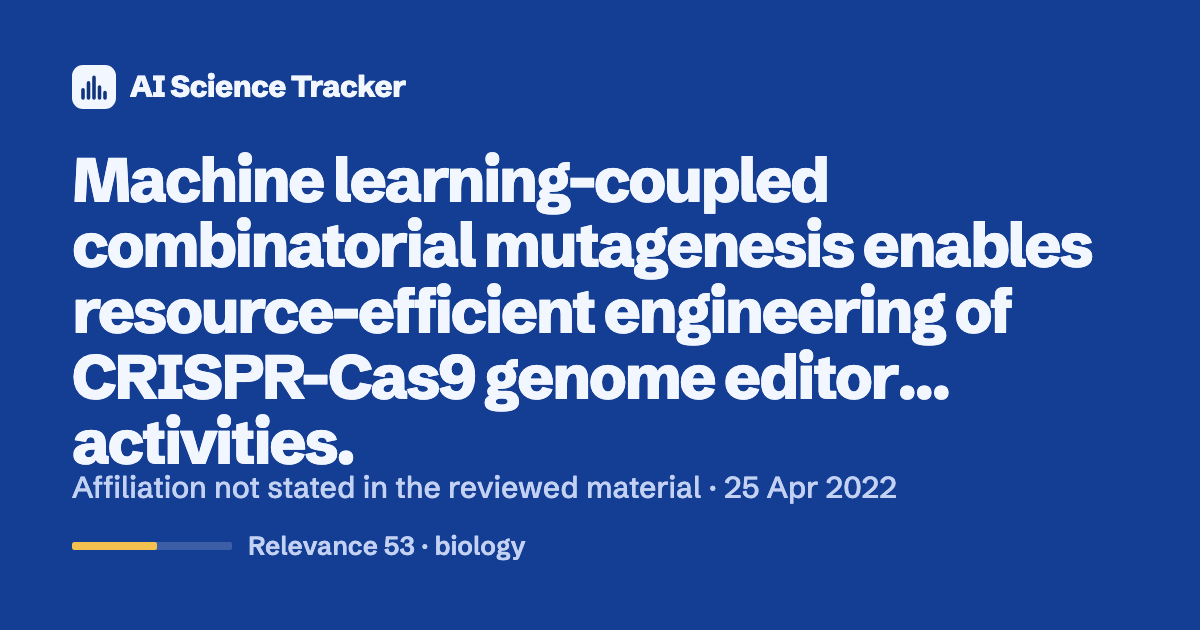 AI Science Tracker
Machine learning-coupled
combinatorial mutagenesis enables
resource-efficient engineering of
CRISPR-Cas9 genome editor…
activities.
Affiliation not stated in the reviewed material · 25 Apr 2022
Relevance 53 · biology